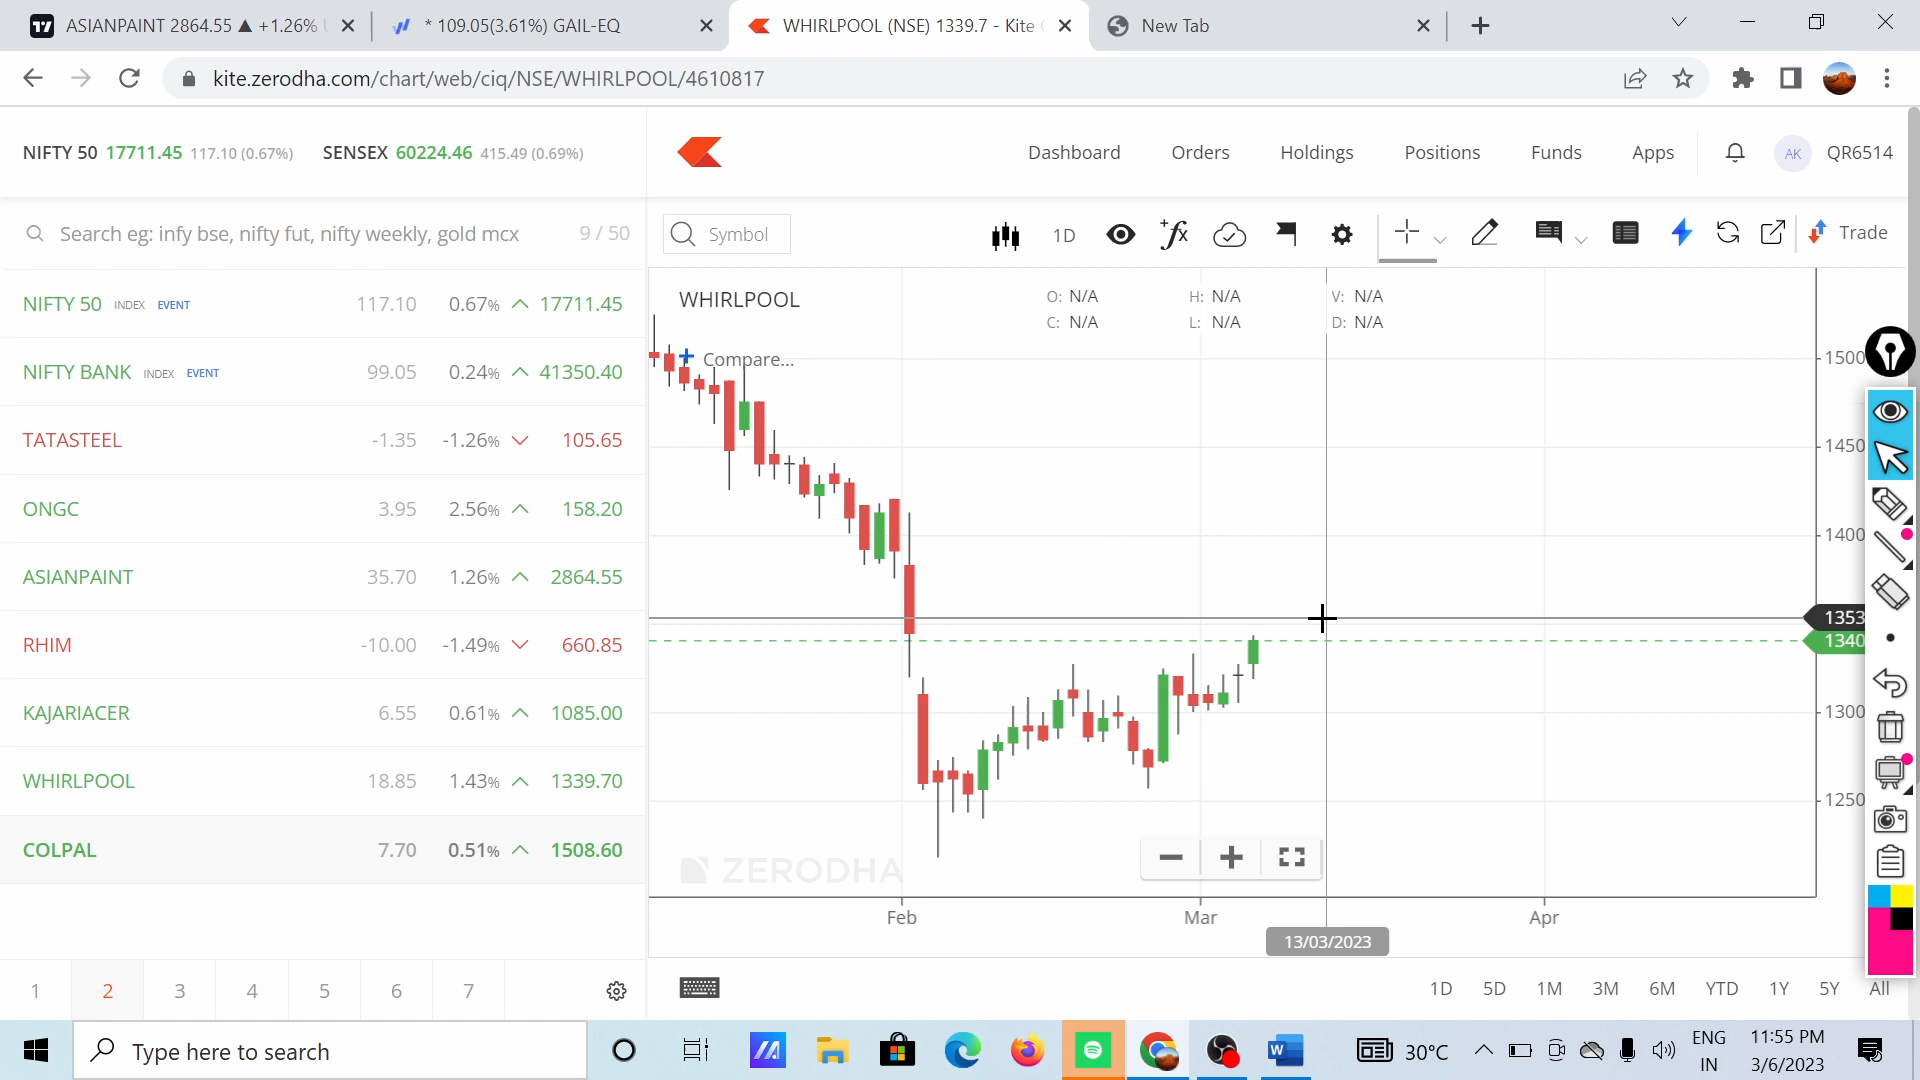 ASIANPAINT 2864.55 ▲ +1.26%
* 109.05(3.61%) GAIL-EQ
WHIRLPOOL (NSE) 1339.7 - Kite
New Tab
kite.zerodha.com/chart/web/ciq/NSE/WHIRLPOOL/4610817
NIFTY 50 17711.45 117.10 (0.67%) SENSEX 60224.46 415.49 (0.69%)
Dashboard Orders Holdings Positions Funds Apps AK QR6514
Search eg: infy bse, nifty fut, nifty weekly, gold mcx 9 / 50
Symbol 1D Trade
NIFTY 50 INDEX EVENT 117.10 0.67% 17711.45
NIFTY BANK INDEX EVENT 99.05 0.24% 41350.40
TATASTEEL -1.35 -1.26% 105.65
ONGC 3.95 2.56% 158.20
ASIANPAINT 35.70 1.26% 2864.55
RHIM -10.00 -1.49% 660.85
KAJARIACER 6.55 0.61% 1085.00
WHIRLPOOL 18.85 1.43% 1339.70
COLPAL 7.70 0.51% 1508.60
1 2 3 4 5 6 7
WHIRLPOOL
O: N/A H: N/A V: N/A
C: N/A L: N/A D: N/A
Compare...
1500
1450
1400
1353
1340
1300
1250
ZERODHA
Feb Mar Apr
13/03/2023
1D 5D 1M 3M 6M YTD 1Y 5Y All
Type here to search
30°C
ENG
IN
11:55 PM
3/6/2023